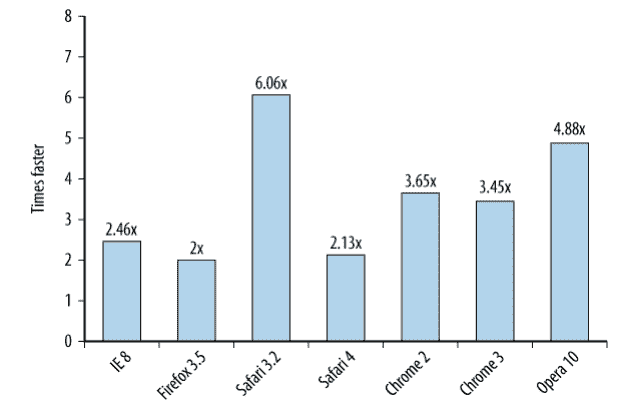 8
7
6
5
4
3
2
1
0
Times faster
2.46x
2x
6.06x
2.13x
3.65x
3.45x
4.88x
IE 8
Firefox 3.5
Safari 3.2
Safari 4
Chrome 2
Chrome 3
Opera 10